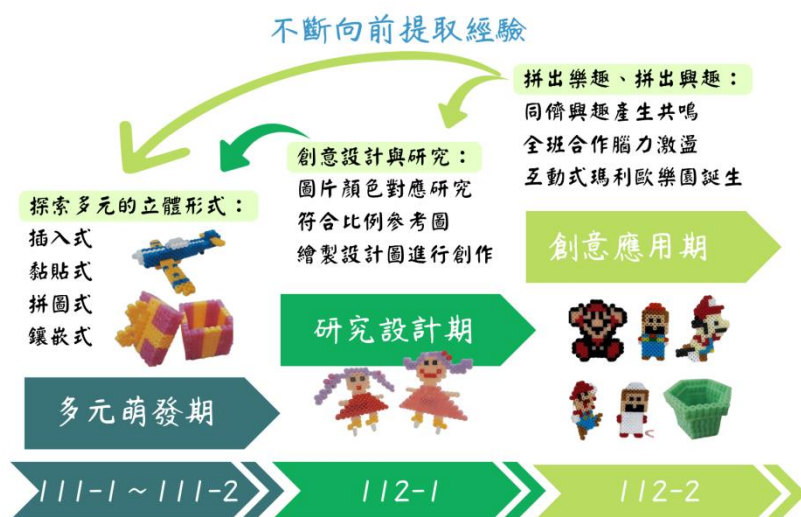 不斷向前提取經驗
拼出樂趣、拼出興趣：
同儕興趣產生共鳴
全班合作腦力激盪
互動式瑪利歐樂園誕生
創意應用期
創意設計與研究：
圖片顏色對應研究
符合比例參考圖
繪製設計圖進行創作
研究設計期
探索多元的立體形式：
插入式
黏貼式
拼圖式
鑲嵌式
多元萌發期
111-1～111-2
112-1
112-2